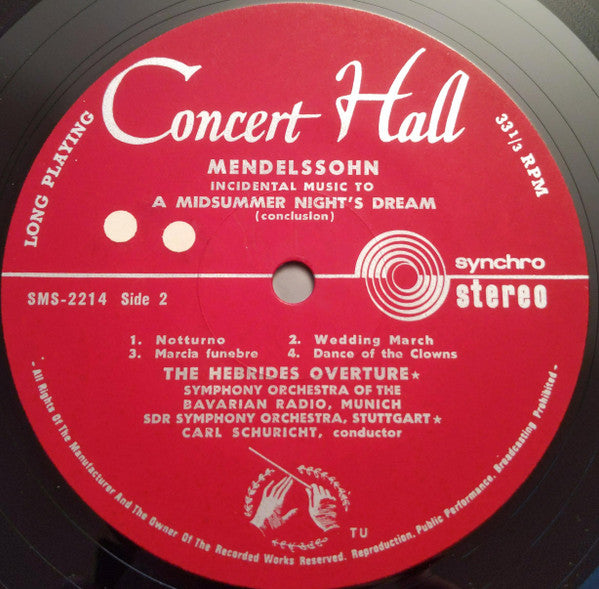 Concert Hall
LONG PLAYING
33 1/3 RPM
MENDELSSOHN
INCIDENTAL MUSIC TO
A MIDSUMMER NIGHT'S DREAM
(conclusion)
synchro
stereo
SMS-2214 Side 2
1. Notturno 2. Wedding March
3. Marcia funebre 4. Dance of the Clowns
THE HEBRIDES OVERTURE★
SYMPHONY ORCHESTRA OF THE
BAVARIAN RADIO, MUNICH
SDR SYMPHONY ORCHESTRA, STUTTGART★
CARL SCHURICHT, conductor
TU
- All Rights Of The Manufacturer And The Owner Of The Recorded Works Reserved. Reproduction, Public Performance, Broadcasting Prohibited -